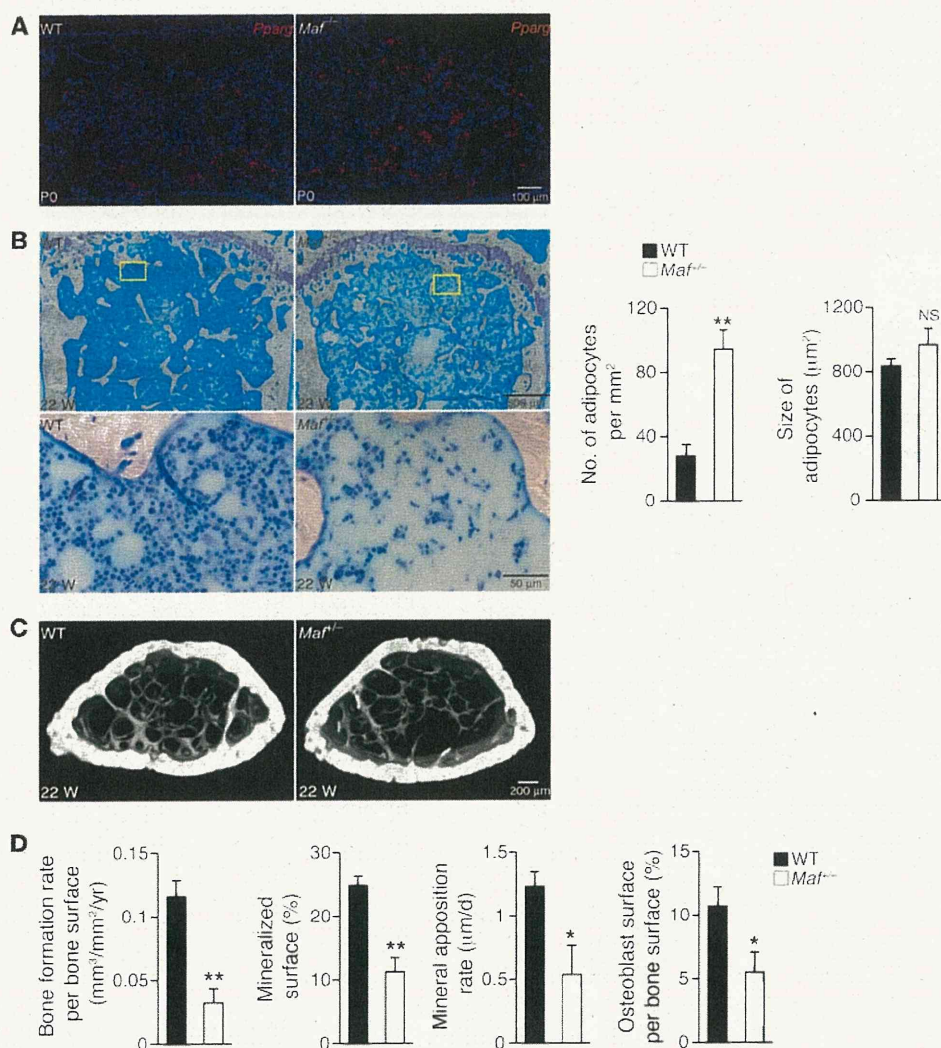 A
WT
Pparg
Maf-/-
Pparg
P0
P0
100 μm
B
WT
22 W
22 W
WT
22 W
22 W
50 μm
WT
Maf+/-
No. of adipocytes
per mm²
120
80
40
0
**
Size of
adipocytes (μm²)
1200
800
400
0
NS
C
WT
Maf+/-
22 W
22 W
200 μm
D
Bone formation rate
per bone surface
(mm³/mm²/yr)
0.15
0.1
0.05
0
**
Mineralized
surface (%)
30
20
10
0
**
Mineral apposition
rate (μm/d)
1.5
1
0.5
0
*
Osteoblast surface
per bone surface (%)
15
10
5
0
*
WT
Maf+/-